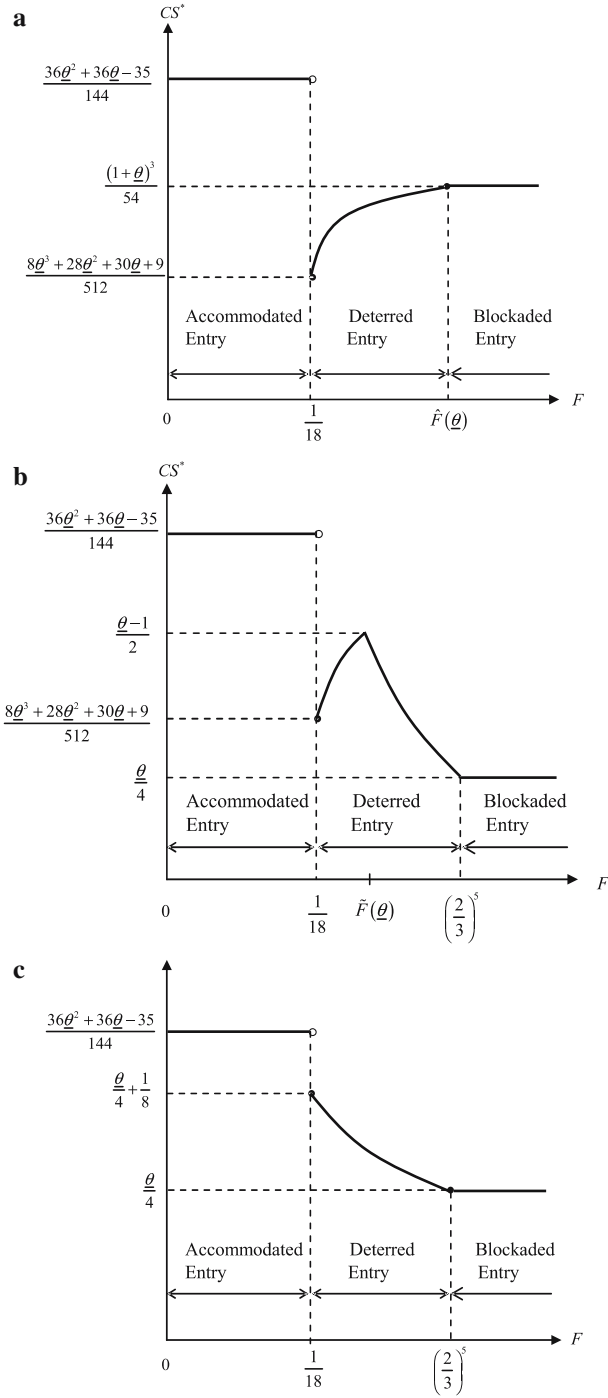 a
CS*
(36θ̲² + 36θ̲ − 35)/144
(1+θ̲)³/54
(8θ̲³ + 28θ̲² + 30θ̲ + 9)/512
Accommodated Entry
Deterred Entry
Blockaded Entry
0
1/18
F̂(θ̲)
F
b
CS*
(36θ̲² + 36θ̲ − 35)/144
(θ̲ − 1)/2
(8θ̲³ + 28θ̲² + 30θ̲ + 9)/512
θ̲/4
Accommodated Entry
Deterred Entry
Blockaded Entry
0
1/18
F̃(θ̲)
(2/3)⁵
F
c
(36θ̲² + 36θ̲ − 35)/144
θ̲/4 + 1/8
θ̲/4
Accommodated Entry
Deterred Entry
Blockaded Entry
0
1/18
(2/3)⁵
F